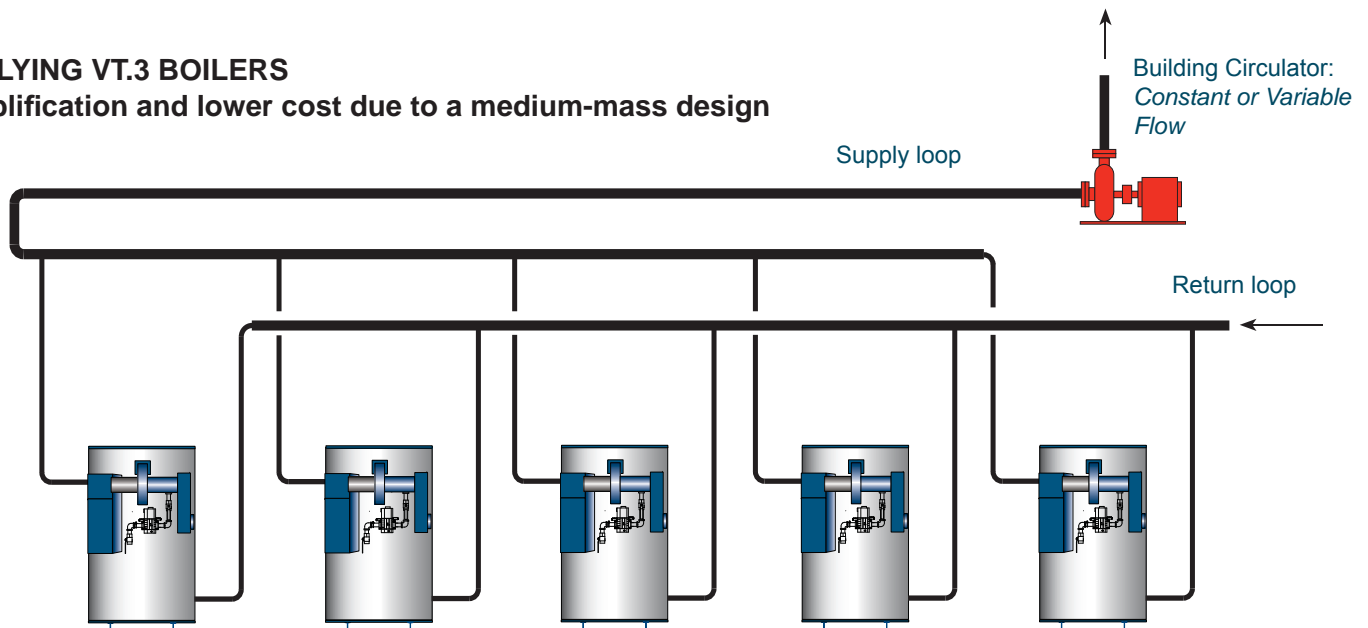 LYING VT.3 BOILERS
plification and lower cost due to a medium-mass design
Building Circulator:
Constant or Variable
Flow
Supply loop
Return loop